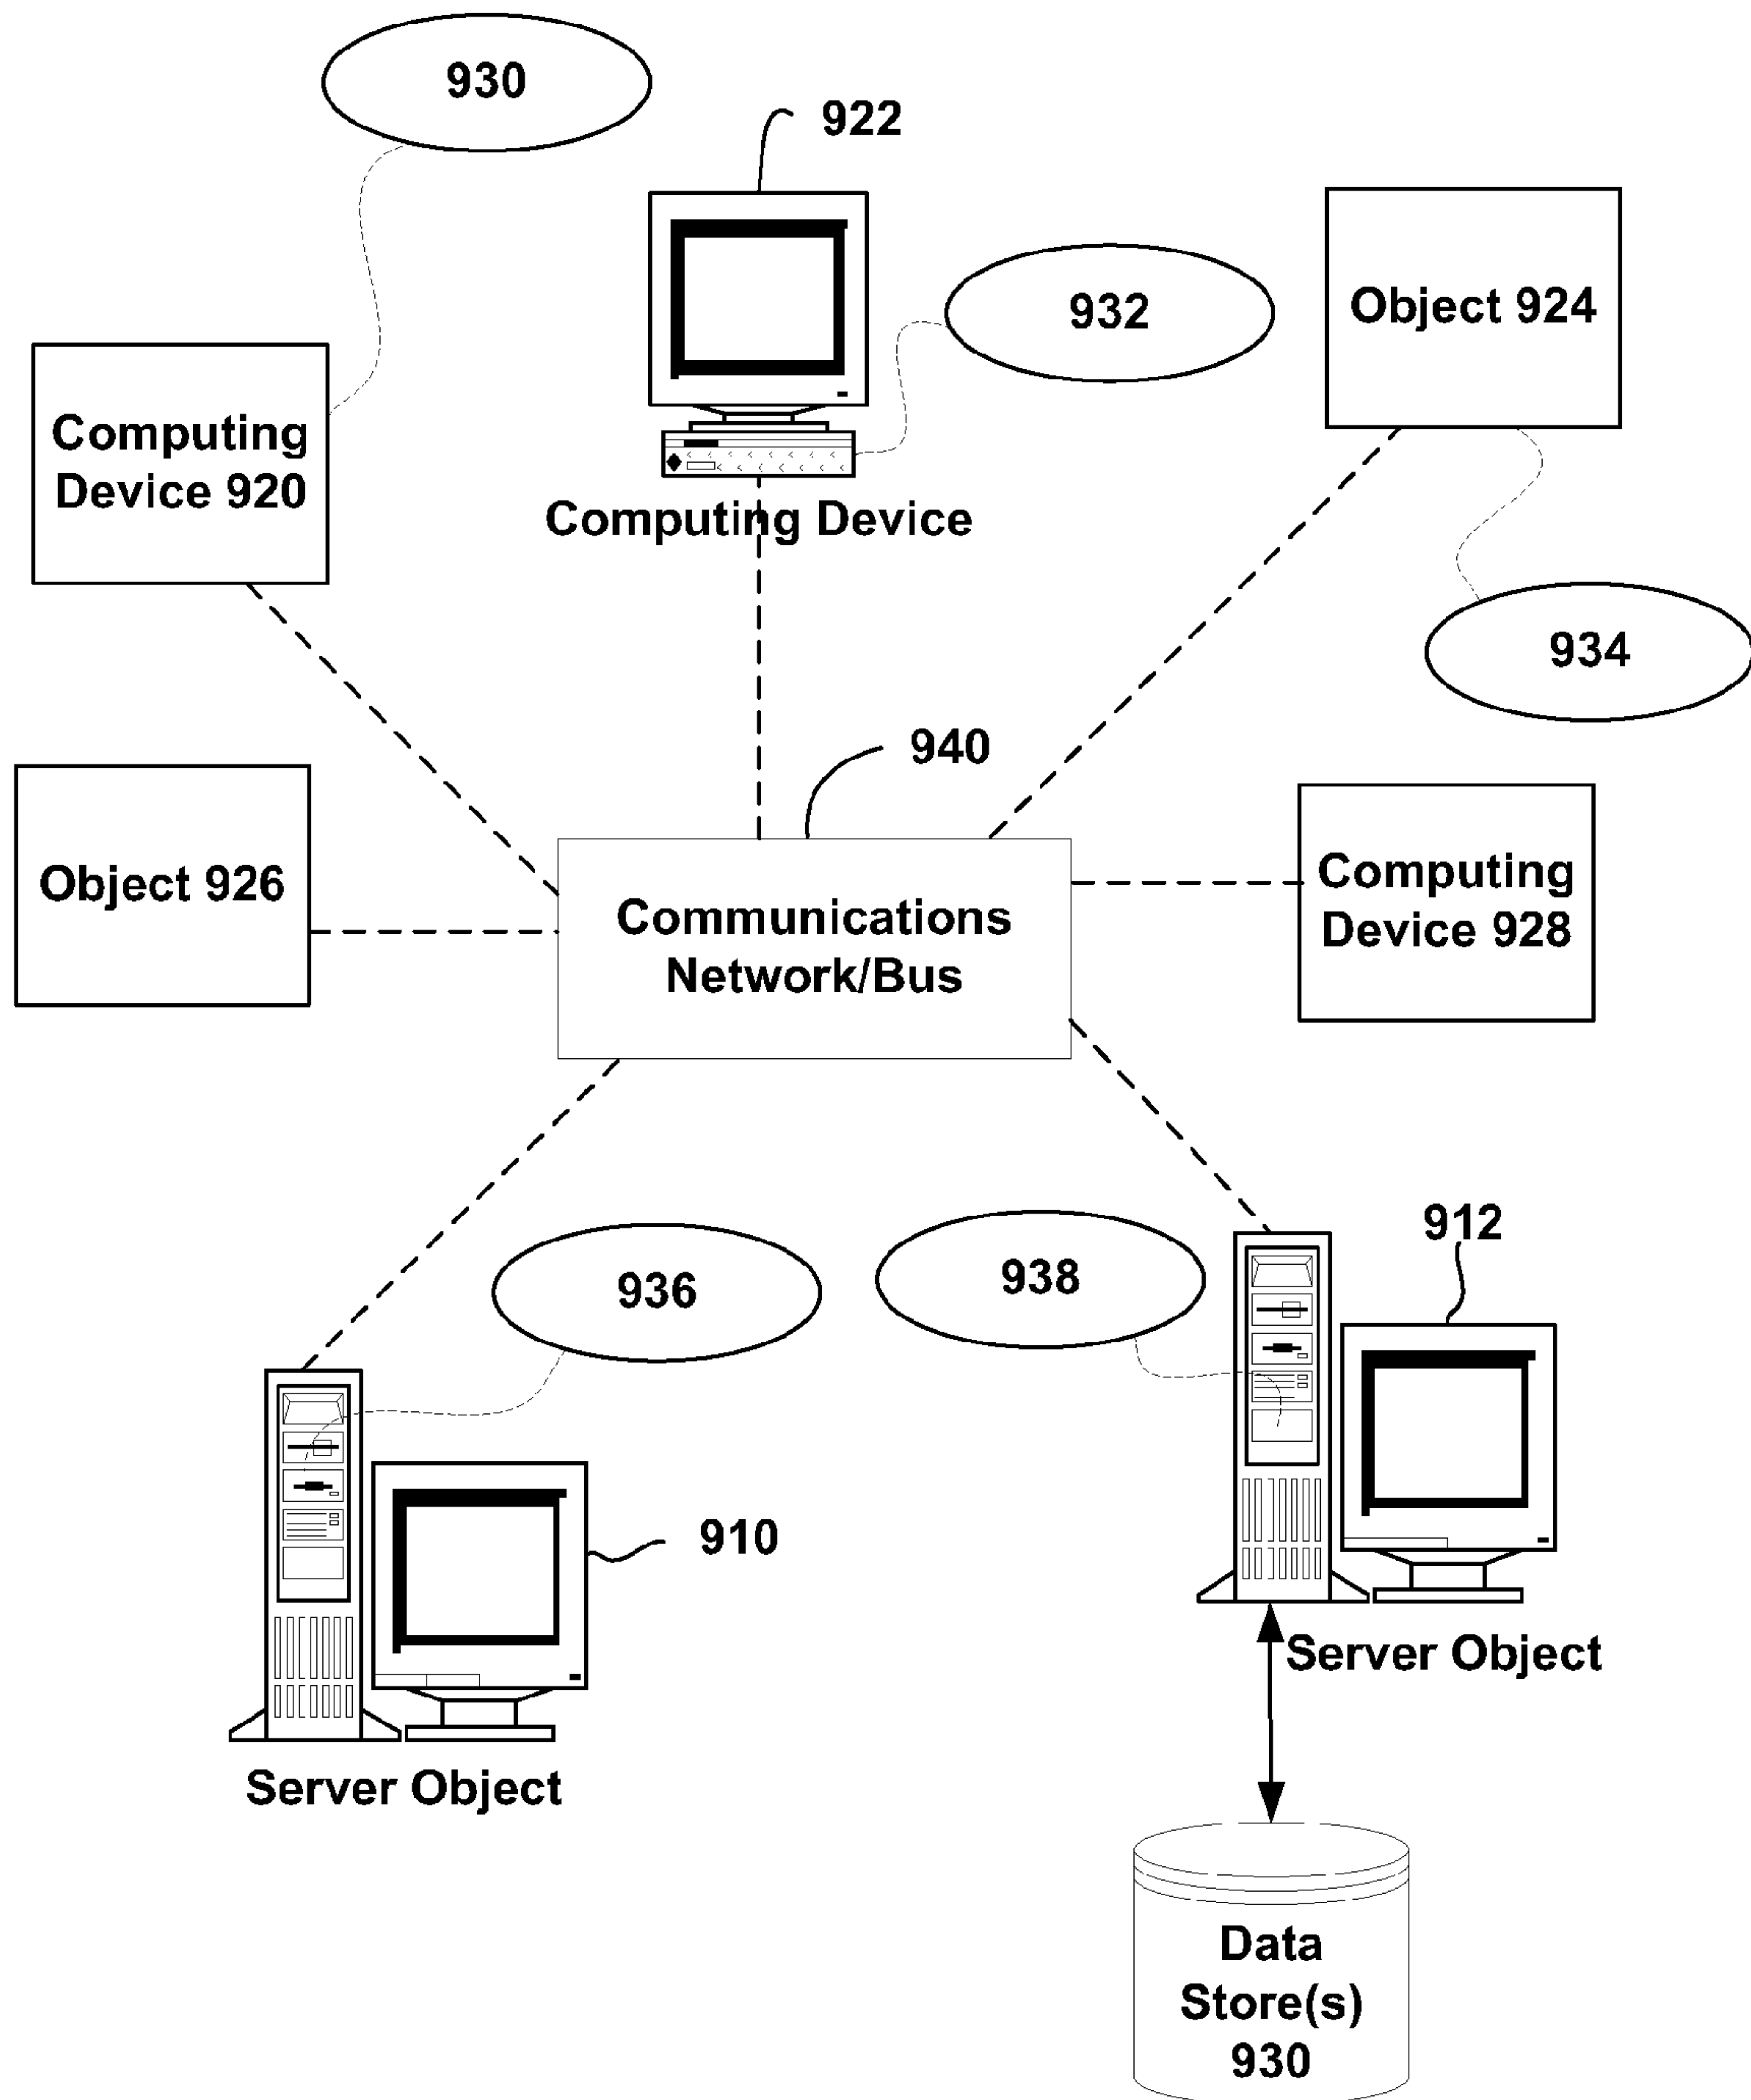 930
922
932
Object 924
Computing
Device 920
Computing Device
934
940
Object 926
Computing
Device 928
Communications
Network/Bus
912
936
938
910
Server Object
Server Object
Data
Store(s)
930